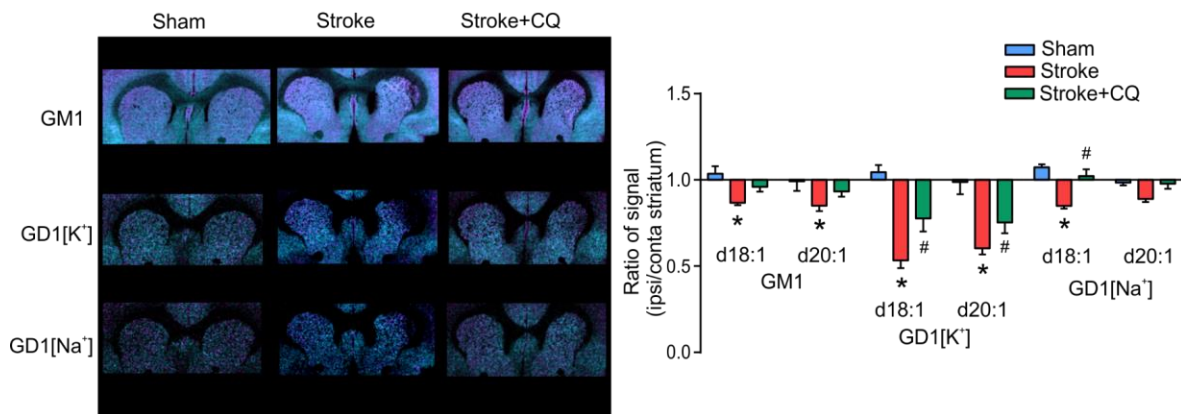 Sham Stroke Stroke+CQ
GM1
GD1[K⁺]
GD1[Na⁺]
Sham
Stroke
Stroke+CQ
Ratio of signal
(ipsi/conta striatum)
1.5
1.0
0.5
0.0
#
*
*
*
#
*
#
*
d18:1 d20:1
GM1
d18:1 d20:1
GD1[K⁺]
d18:1 d20:1
GD1[Na⁺]